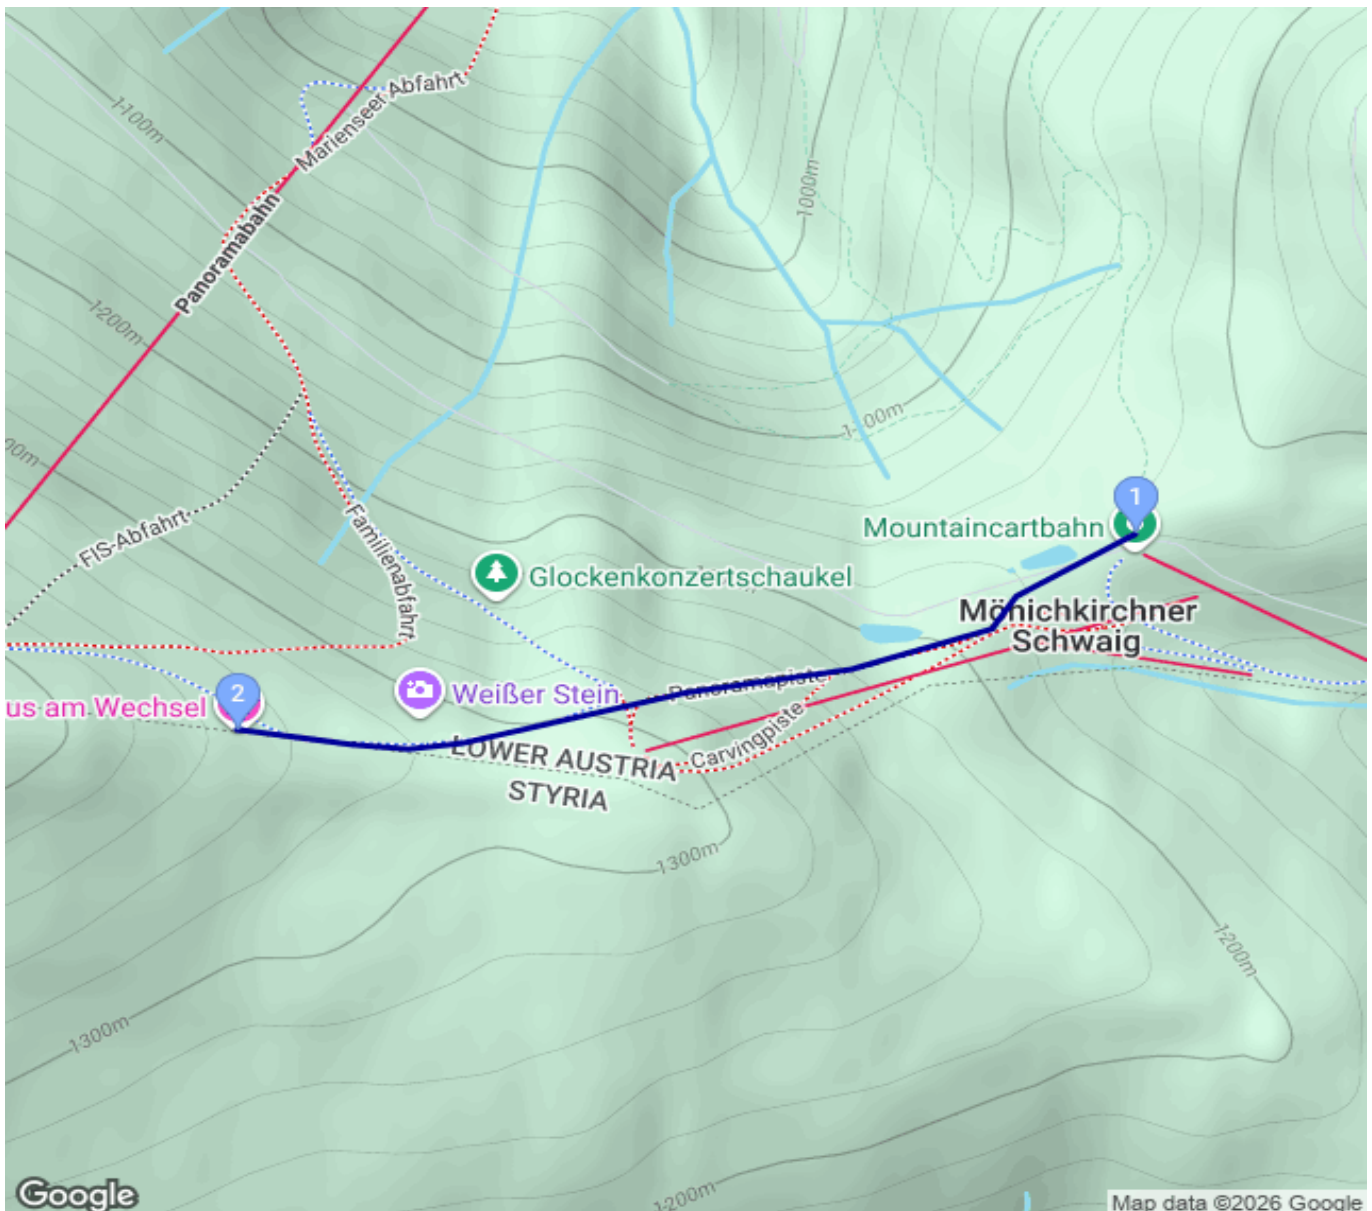 Marienseer Abfahrt
1100m
1000m
Panoramabahn
1200m
1100m
00m
FIS-Abfahrt
Familienabfahrt
1
Mountaincartbahn
Glockenkonzertschaukel
Mönichkirchner
Schwaig
2
us am Wechsel
Weißer Stein
Panoramapiste
Carvingpiste
LOWER AUSTRIA
STYRIA
1300m
1200m
1300m
1200m
Google
Map data ©2026 Google